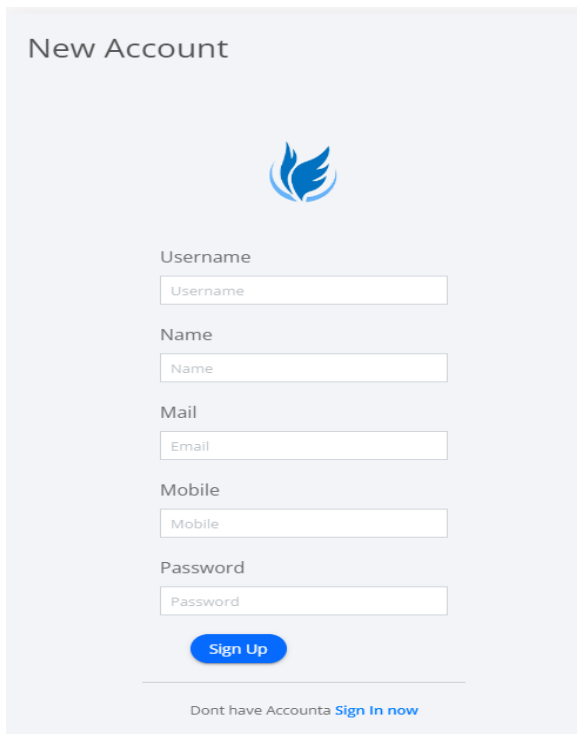 New Account
Username
Username
Name
Name
Mail
Email
Mobile
Mobile
Password
Password
Sign Up
Dont have Accounta Sign In now